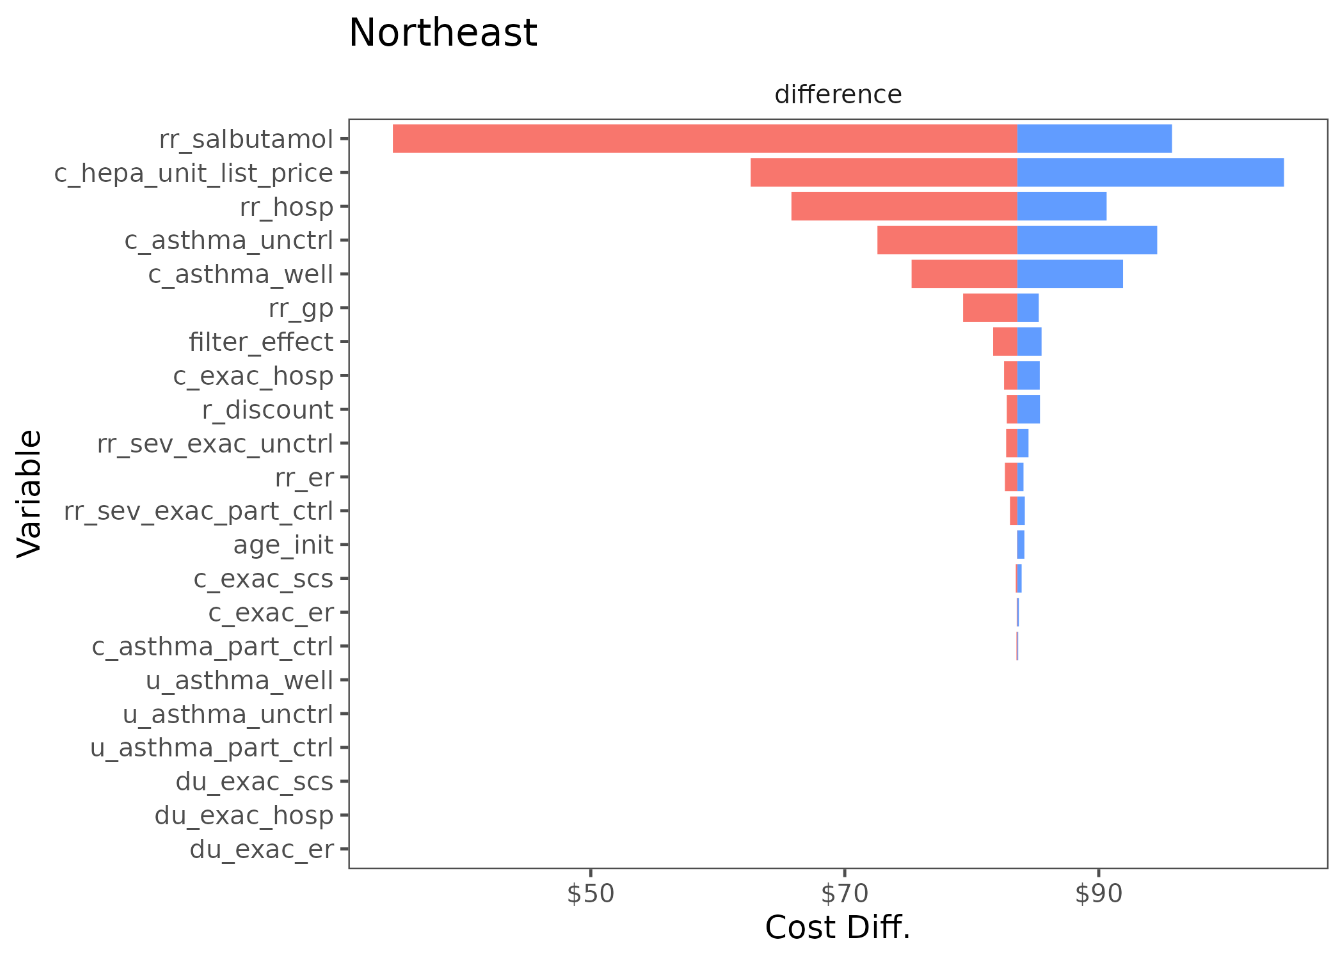 Northeast
difference
rr_salbutamol
c_hepa_unit_list_price
rr_hosp
c_asthma_unctrl
c_asthma_well
rr_gp
filter_effect
c_exac_hosp
r_discount
rr_sev_exac_unctrl
rr_er
rr_sev_exac_part_ctrl
age_init
c_exac_scs
c_exac_er
c_asthma_part_ctrl
u_asthma_well
u_asthma_unctrl
u_asthma_part_ctrl
du_exac_scs
du_exac_hosp
du_exac_er
Variable
$50 $70 $90
Cost Diff.